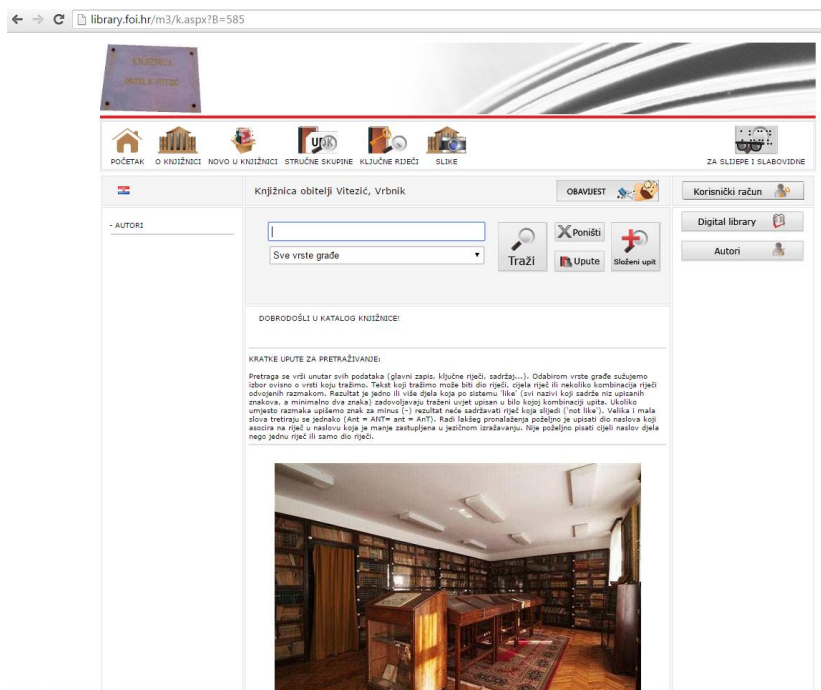 library.foi.hr/m3/k.aspx?B=585
KNJIŽNICA
OBITELJI VITEZIĆ
POČETAK
O KNJIŽNICI
NOVO U KNJIŽNICI
STRUČNE SKUPINE
KLJUČNE RIJEČI
SLIKE
ZA SLIJEPE I SLABOVIDNE
Knjižnica obitelji Vitezić, Vrbnik
OBAVIJEST
Korisnički račun
- AUTORI
Sve vrste građe
Traži
Poništi
Upute
Složeni upit
Digital library
Autori
DOBRODOŠLI U KATALOG KNJIŽNICE!
KRATKE UPUTE ZA PRETRAŽIVANJE:
Pretraga se vrši unutar svih podataka (glavni zapis, ključne riječi, sadržaj...). Odabirom vrste građe sužujemo
izbor ovisno o vrsti koju tražimo. Tekst koji tražimo može biti dio riječi, cijela riječ ili nekoliko kombinacija riječi
odvojenih razmakom. Rezultat je jedno ili više djela koja po sistemu 'like' (svi nazivi koji sadrže niz upisanih
znakova, a minimalno dva znaka) zadovoljavaju traženi uvjet upisan u bilo kojoj kombinaciji upita. Ukoliko
umjesto razmaka upišemo znak za minus (-) rezultat neće sadržavati riječ koja slijedi ('not like'). Velika i mala
slova tretiraju se jednako (Ant = ANT= ant = AnT). Radi lakšeg pronalaženja poželjno je upisati dio naslova koji
asocira na riječ u naslovu koja je manje zastupljena u jezičnom izražavanju. Nije poželjno pisati cijeli naslov djela
nego jednu riječ ili samo dio riječi.